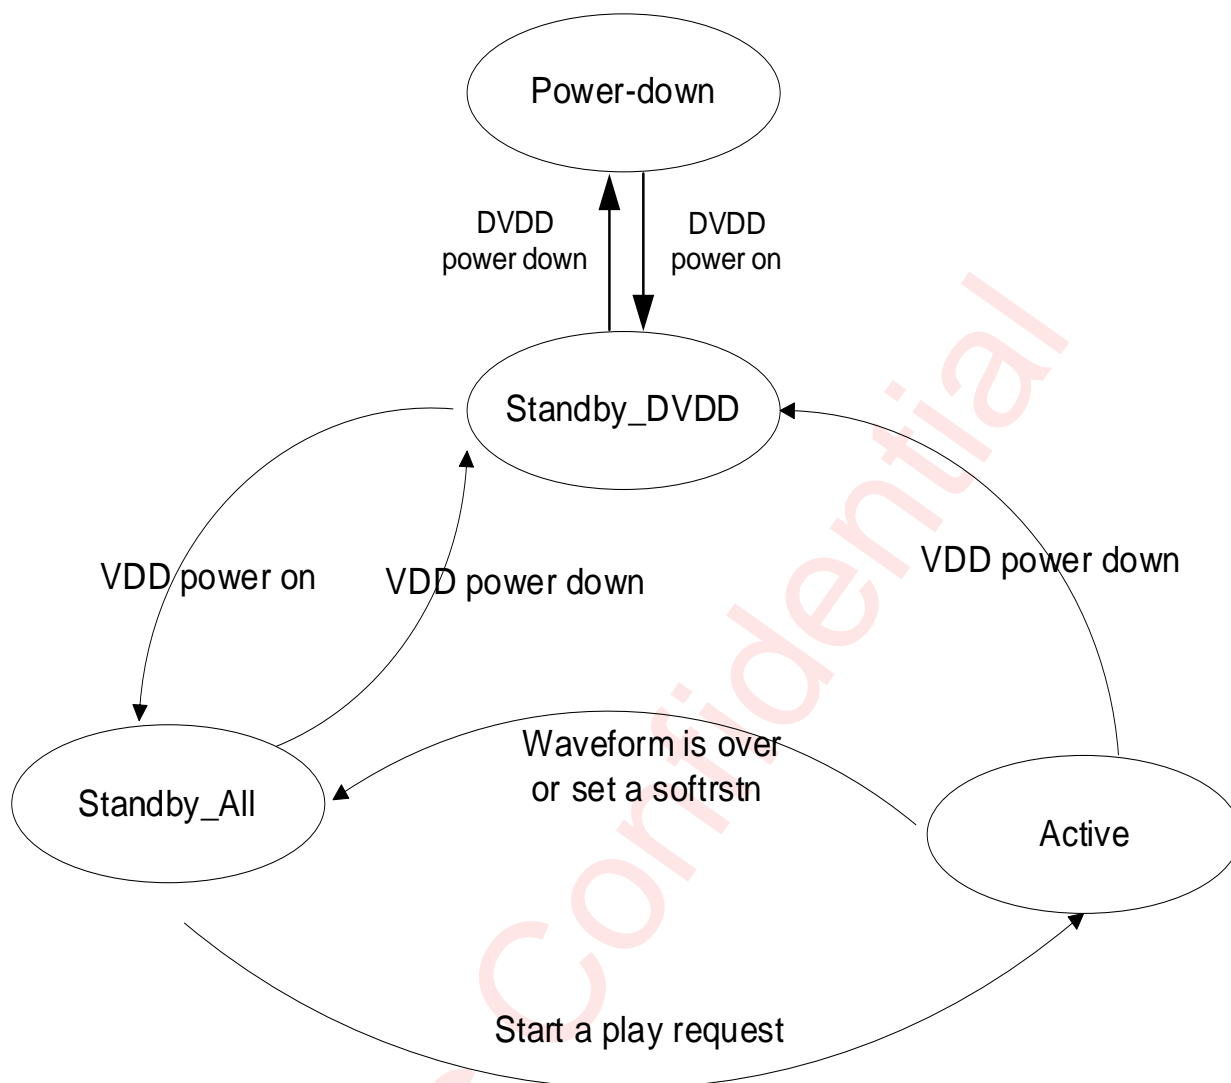 Power-down
DVDD
power down
DVDD
power on
Standby_DVDD
VDD power on
VDD power down
VDD power down
Waveform is over
or set a softrstn
Standby_All
Active
Start a play request
Confidential